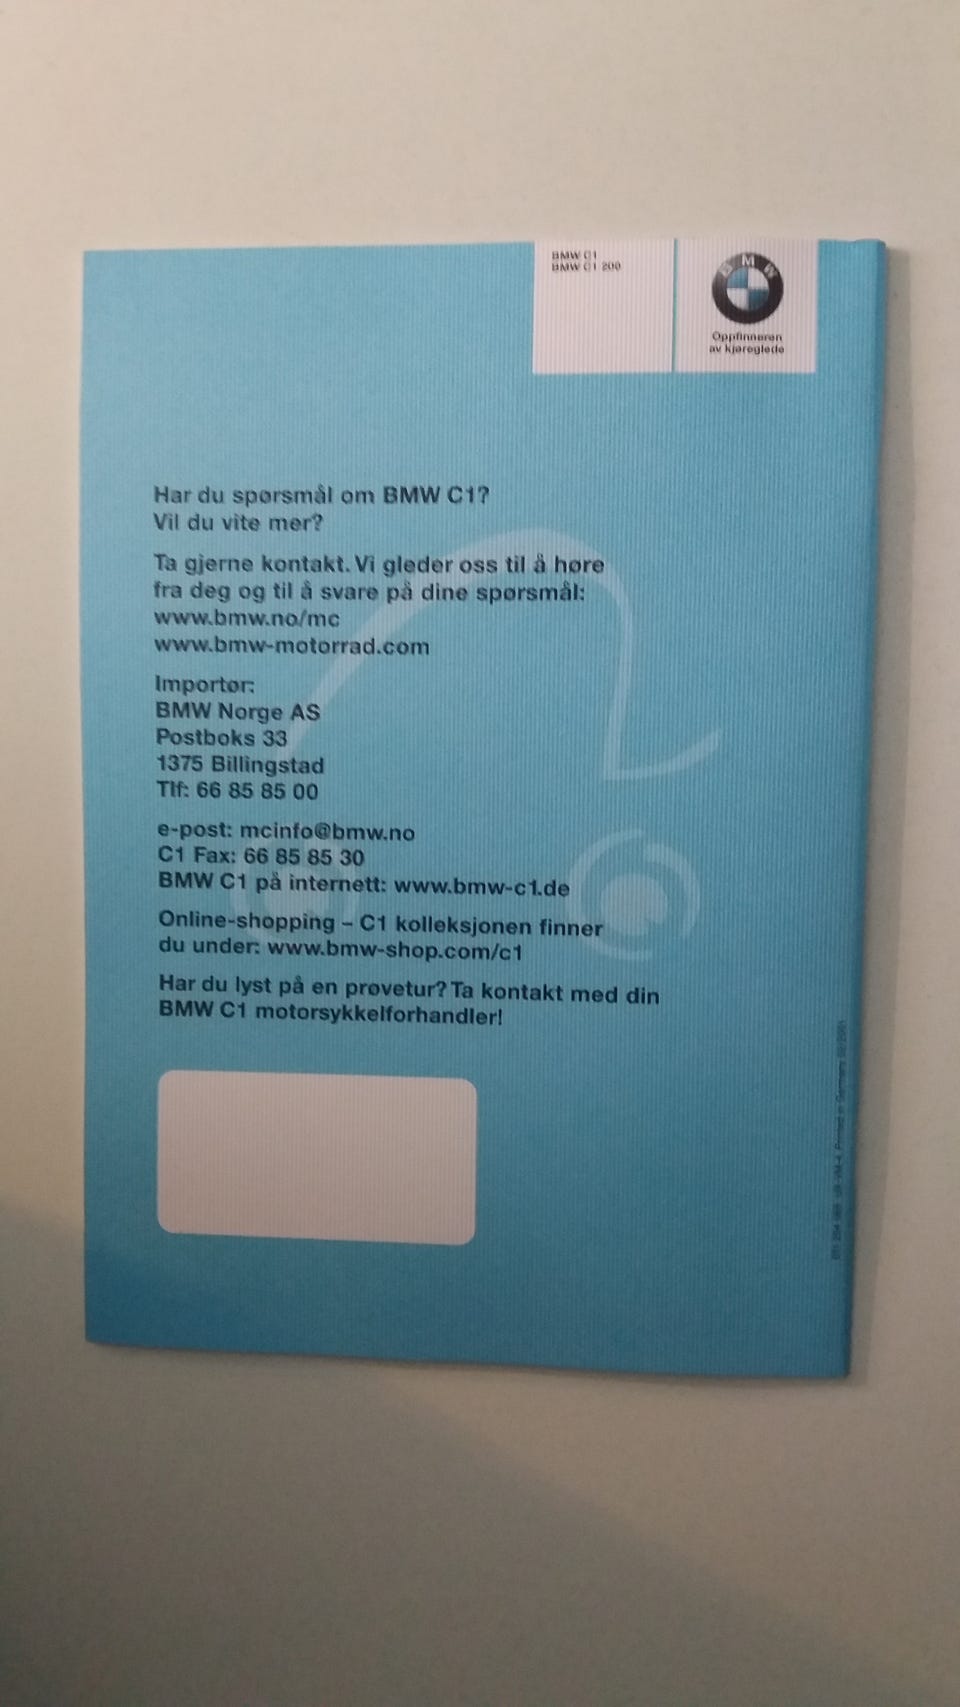 BMW C1
BMW C1 200
BMW
Oppfinneren
av kjøreglede
Har du spørsmål om BMW C1?
Vil du vite mer?
Ta gjerne kontakt. Vi gleder oss til å høre
fra deg og til å svare på dine spørsmål:
www.bmw.no/mc
www.bmw-motorrad.com
Importør:
BMW Norge AS
Postboks 33
1375 Billingstad
Tlf: 66 85 85 00
e-post: mcinfo@bmw.no
C1 Fax: 66 85 85 30
BMW C1 på internett: www.bmw-c1.de
Online-shopping – C1 kolleksjonen finner
du under: www.bmw-shop.com/c1
Har du lyst på en prøvetur? Ta kontakt med din
BMW C1 motorsykkelforhandler!
Printed in Germany